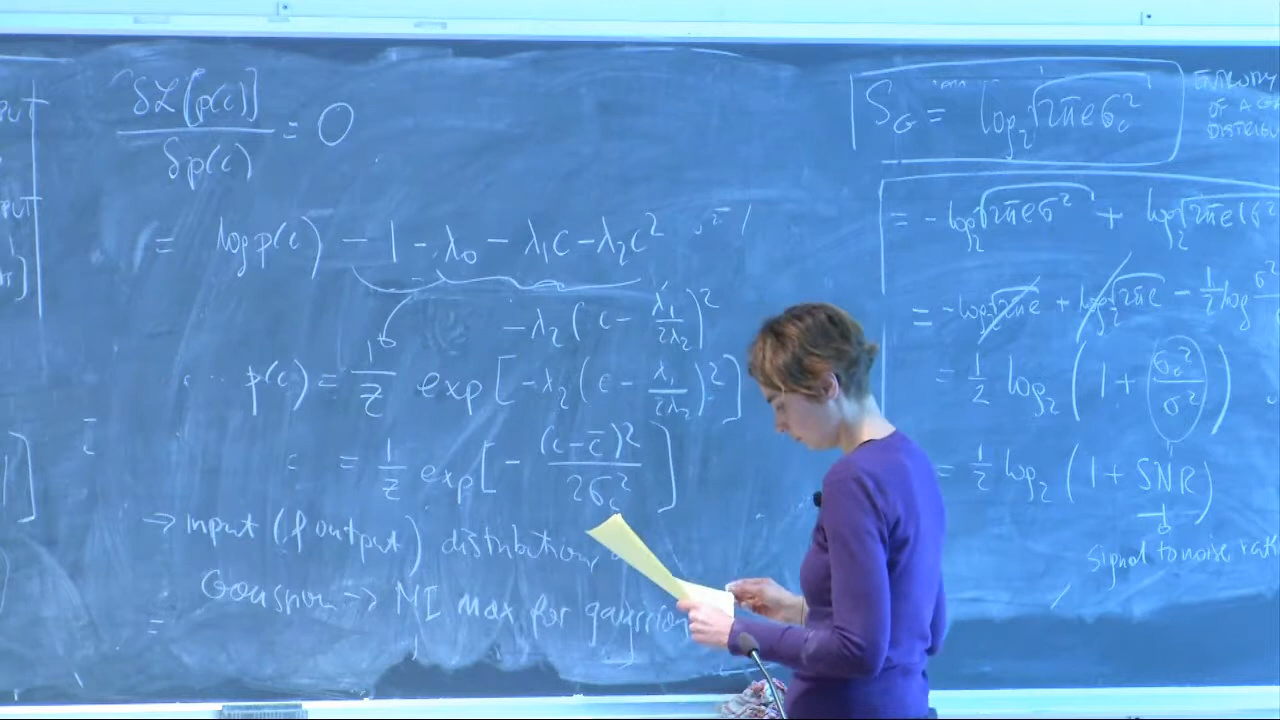 δℒ[p(c)] / δp(c) = 0
= log p(c) - 1 - λ₀ - λ₁c - λ₂c²
-λ₂(c - λ₁/2λ₂)²
p(c) = 1/Z exp[-λ₂(c - λ₁/2λ₂)²]
= 1/Z exp[-(c-c̄)²/2σc²]
→ input (f output) distribution
Gaussian → MI max for gaussian
S_G = log₂√2πeσc²
ENTROPY
OF A
= -log₂√2πeσ² + log₂√2πe(σ²
= -log₂√2πe + log₂√2πe - 1/2 log σ²
= 1/2 log₂(1 + σc²/σ²)
= 1/2 log₂(1 + SNR)
signal to noise